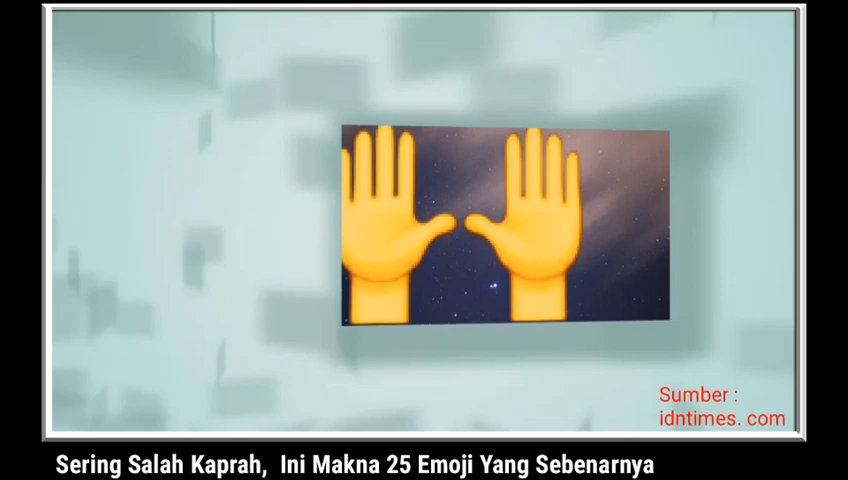 Sumber :
idntimes. com
Sering Salah Kaprah,  Ini Makna 25 Emoji Yang Sebenarnya